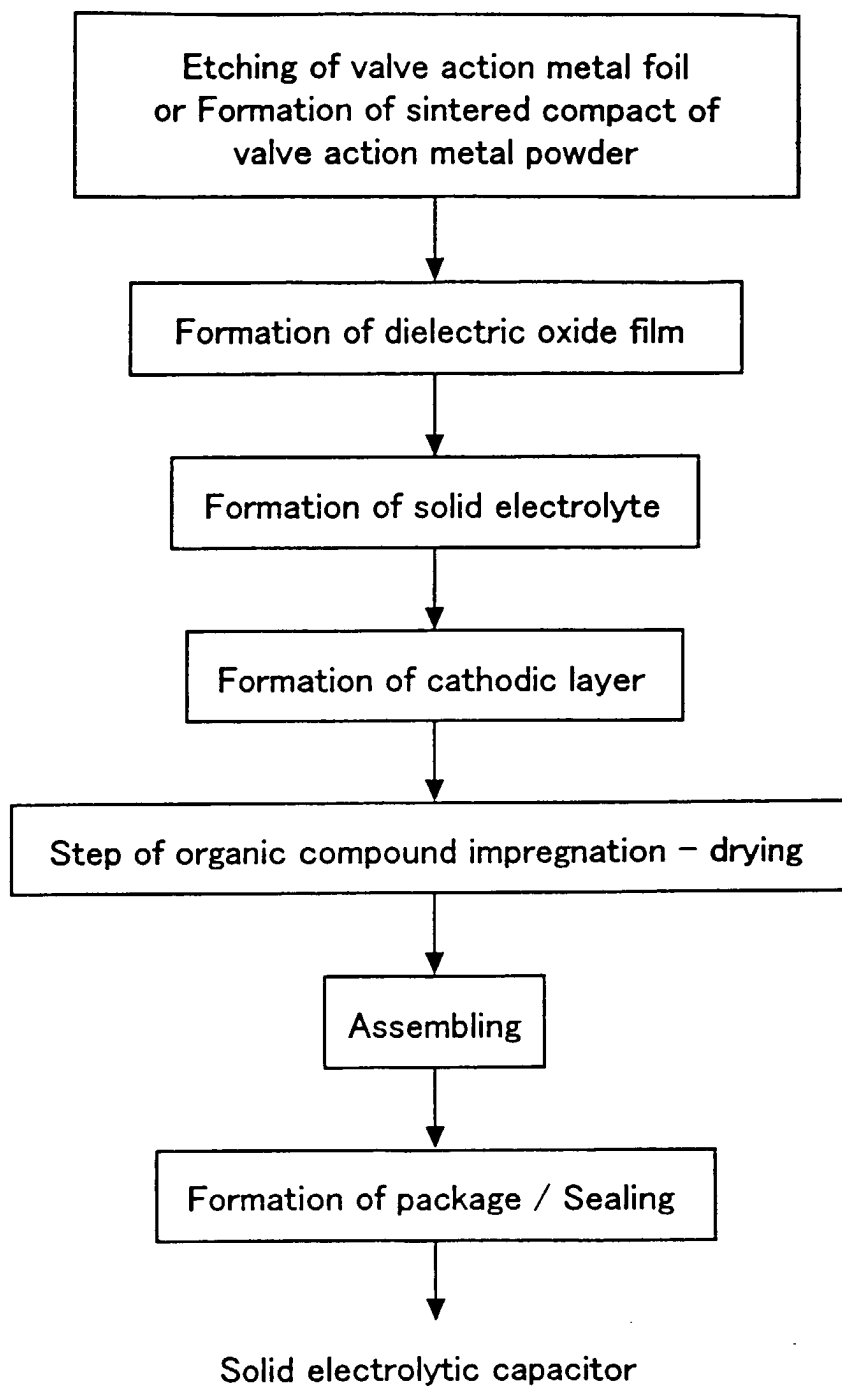 Etching of valve action metal foil
or Formation of sintered compact of
valve action metal powder
Formation of dielectric oxide film
Formation of solid electrolyte
Formation of cathodic layer
Step of organic compound impregnation − drying
Assembling
Formation of package / Sealing
Solid electrolytic capacitor